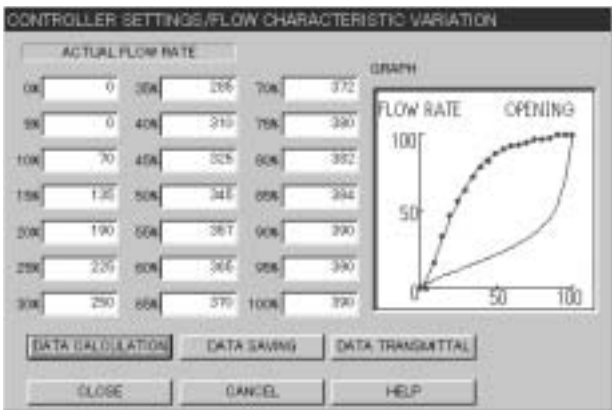 CONTROLLER SETTINGS/FLOW CHARACTERISTIC VARIATION
ACTUAL FLOW RATE
GRAPH
0% 0 35% 285 70% 372
5% 0 40% 310 75% 380
10% 70 45% 325 80% 382
15% 135 50% 345 85% 384
20% 190 55% 357 90% 390
25% 225 60% 365 95% 390
30% 250 65% 370 100% 390
FLOW RATE OPENING
100
50
0 50 100
DATA CALCULATION DATA SAVING DATA TRANSMITTAL
CLOSE CANCEL HELP